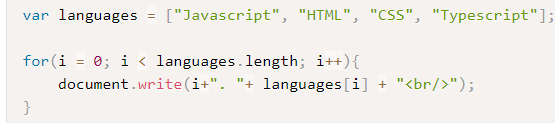 var languages = ["Javascript", "HTML", "CSS", "Typescript"];
for(i = 0; i < languages.length; i++){
document.write(i+". "+ languages[i] + "<br/>");
}